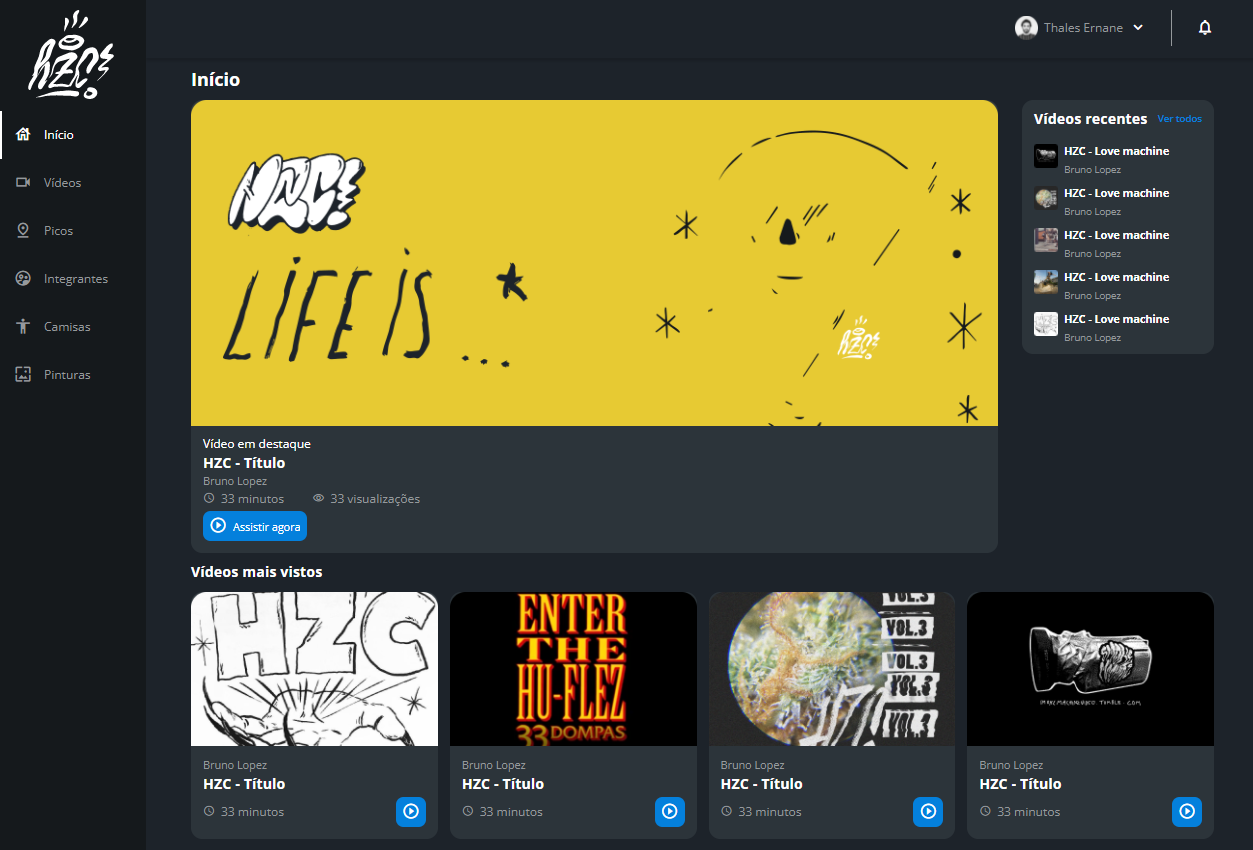 HZC!
Thales Ernane
Início
Vídeos
Picos
Integrantes
Camisas
Pinturas
Início
HZC!
LIFE IS ...
HZC!
Vídeo em destaque
HZC - Título
Bruno Lopez
33 minutos 33 visualizações
Assistir agora
Vídeos recentes Ver todos
HZC - Love machine
Bruno Lopez
HZC - Love machine
Bruno Lopez
HZC - Love machine
Bruno Lopez
HZC - Love machine
Bruno Lopez
HZC - Love machine
Bruno Lopez
Vídeos mais vistos
HZC
Bruno Lopez
HZC - Título
33 minutos
ENTER
THE
HU-FLEZ
33 DOMPAS
Bruno Lopez
HZC - Título
33 minutos
VOL.3
VOL.3
VOL.3
VOL.3
VOL.3
Bruno Lopez
HZC - Título
33 minutos
Bruno Lopez
HZC - Título
33 minutos